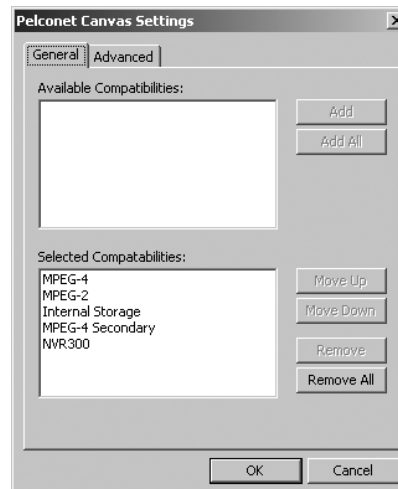 Pelconet Canvas Settings
General Advanced
Available Compatibilities:
Add
Add All
Selected Compatabilities:
MPEG-4
MPEG-2
Internal Storage
MPEG-4 Secondary
NVR300
Move Up
Move Down
Remove
Remove All
OK Cancel